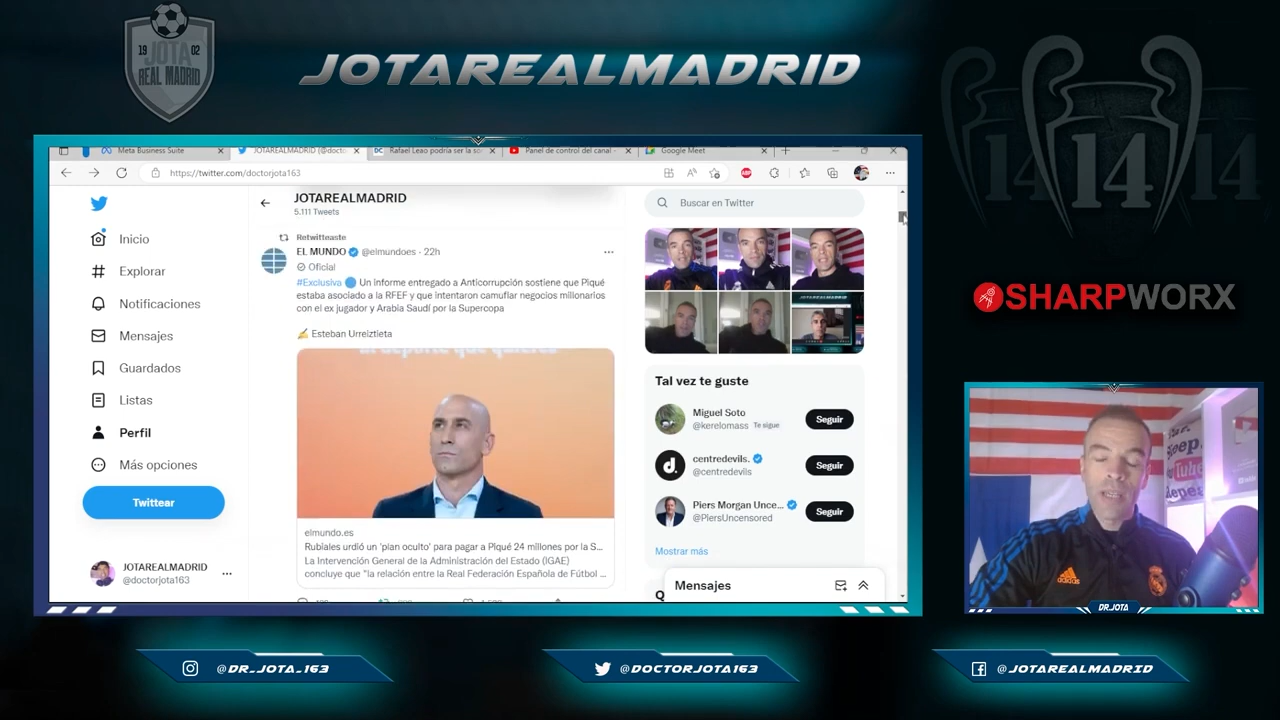 19 02
JOTA
REAL MADRID
JOTAREALMADRID
14 14 14
Meta Business Suite
JOTAREALMADRID (@docto
Rafael Leao podría ser la so
Panel de control del canal -
Google Meet
https://twitter.com/doctorjota163
JOTAREALMADRID
5.111 Tweets
Buscar en Twitter
Inicio
Explorar
Notificaciones
Mensajes
Guardados
Listas
Perfil
Más opciones
Twittear
JOTAREALMADRID
@doctorjota163
Retwitteaste
EL MUNDO @elmundoes · 22h
Oficial
#Exclusiva Un informe entregado a Anticorrupción sostiene que Piqué
estaba asociado a la RFEF y que intentaron camuflar negocios millonarios
con el ex jugador y Arabia Saudí por la Supercopa
Esteban Urreiztieta
elmundo.es
Rubiales urdió un 'plan oculto' para pagar a Piqué 24 millones por la S...
La Intervención General de la Administración del Estado (IGAE)
concluye que "la relación entre la Real Federación Española de Fútbol ...
Tal vez te guste
Miguel Soto
@kerelomass Te sigue
Seguir
centredevils.
@centredevils
Seguir
Piers Morgan Unce...
@PiersUncensored
Seguir
Mostrar más
Mensajes
SHARPWORX
adidas
DR.JOTA
@DR_JOTA_163
@DOCTORJOTA163
@JOTAREALMADRID